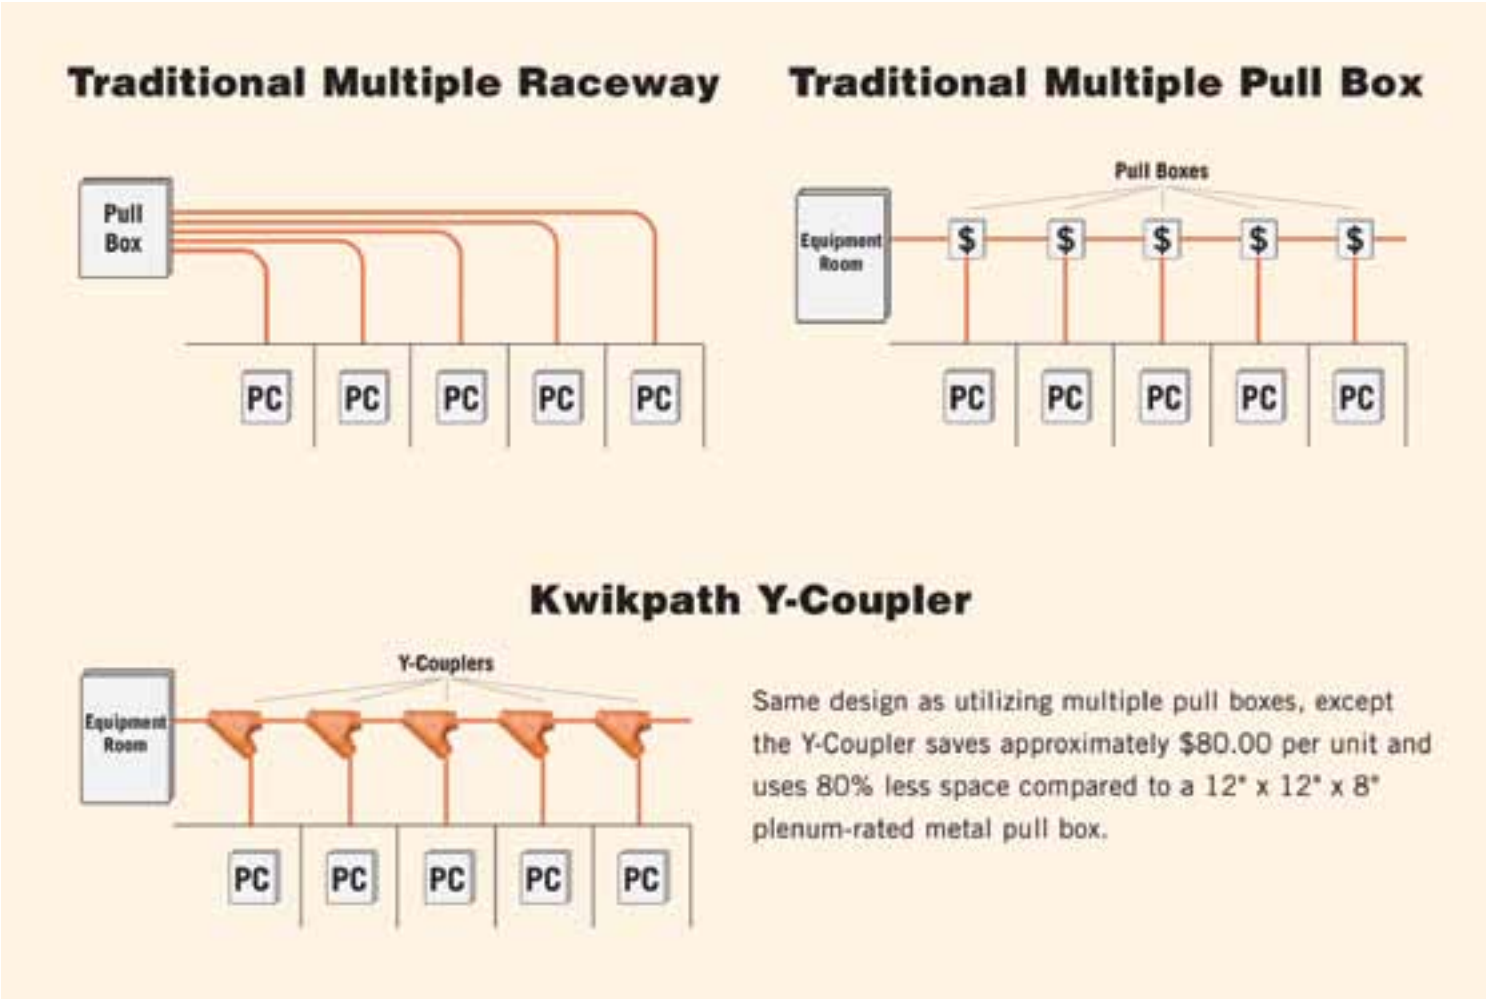 Traditional Multiple Raceway
Pull
Box
PC PC PC PC PC
Traditional Multiple Pull Box
Pull Boxes
Equipment
Room
$ $ $ $ $
PC PC PC PC PC
Kwikpath Y-Coupler
Y-Couplers
Equipment
Room
PC PC PC PC PC
Same design as utilizing multiple pull boxes, except
the Y-Coupler saves approximately $80.00 per unit and
uses 80% less space compared to a 12" x 12" x 8"
plenum-rated metal pull box.